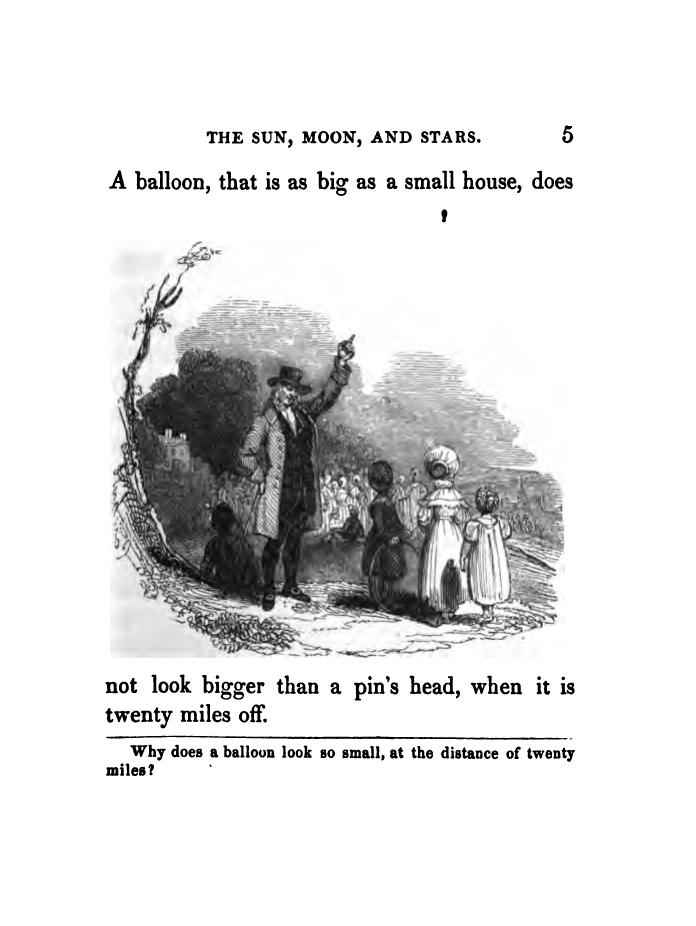 THE SUN, MOON, AND STARS. 5
A balloon, that is as big as a small house, does
not look bigger than a pin's head, when it is
twenty miles off.
Why does a balloon look so small, at the distance of twenty
miles?